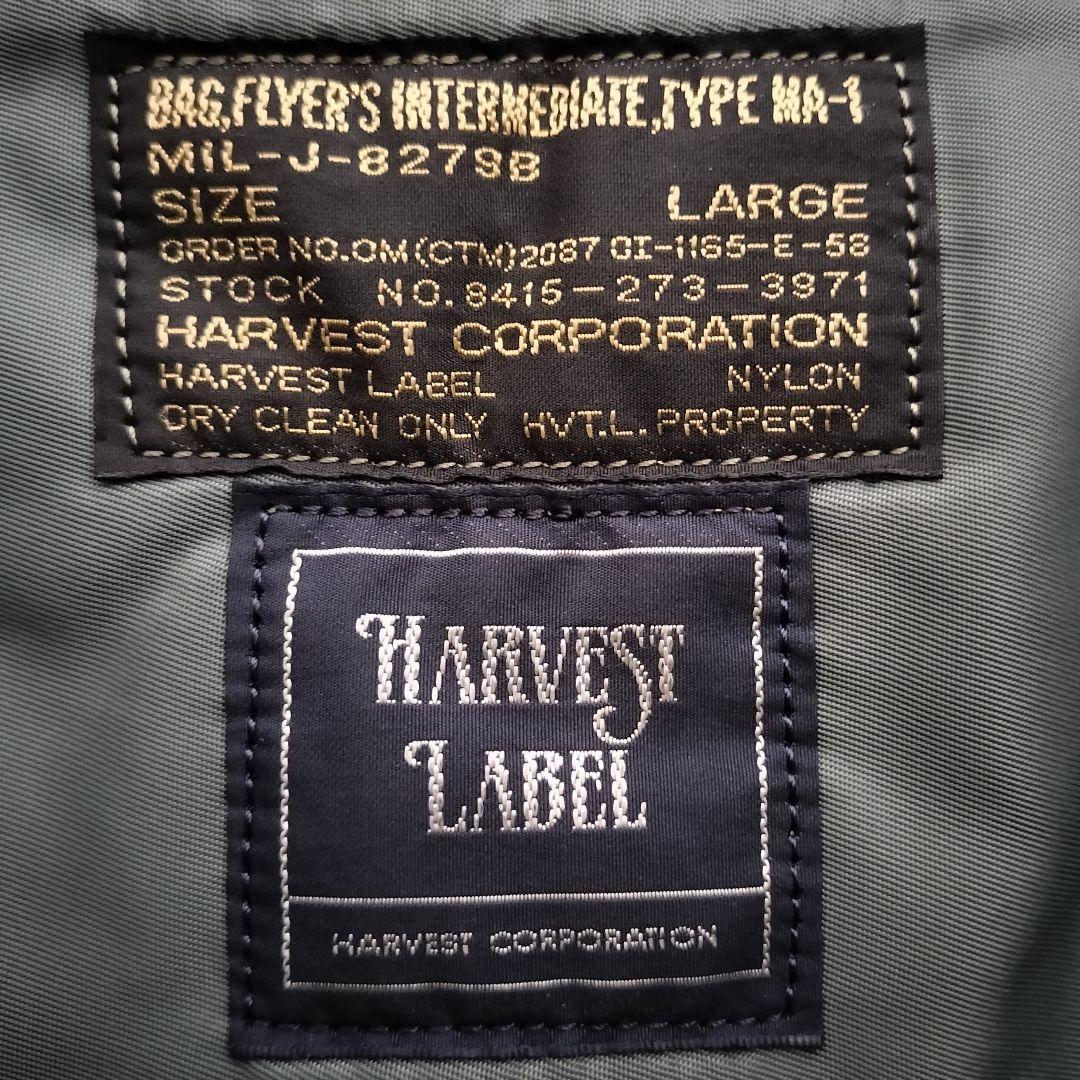 BAG,FLYER'S INTERMEDIATE,TYPE MA-1
MIL-J-8279B
SIZE LARGE
ORDER NO.OM(CTM)2087 GI-1165-E-58
STOCK NO.8415-273-3971
HARVEST CORPORATION
HARVEST LABEL NYLON
DRY CLEAN ONLY HVT.L. PROPERTY
HARVEST
LABEL
HARVEST CORPORATION